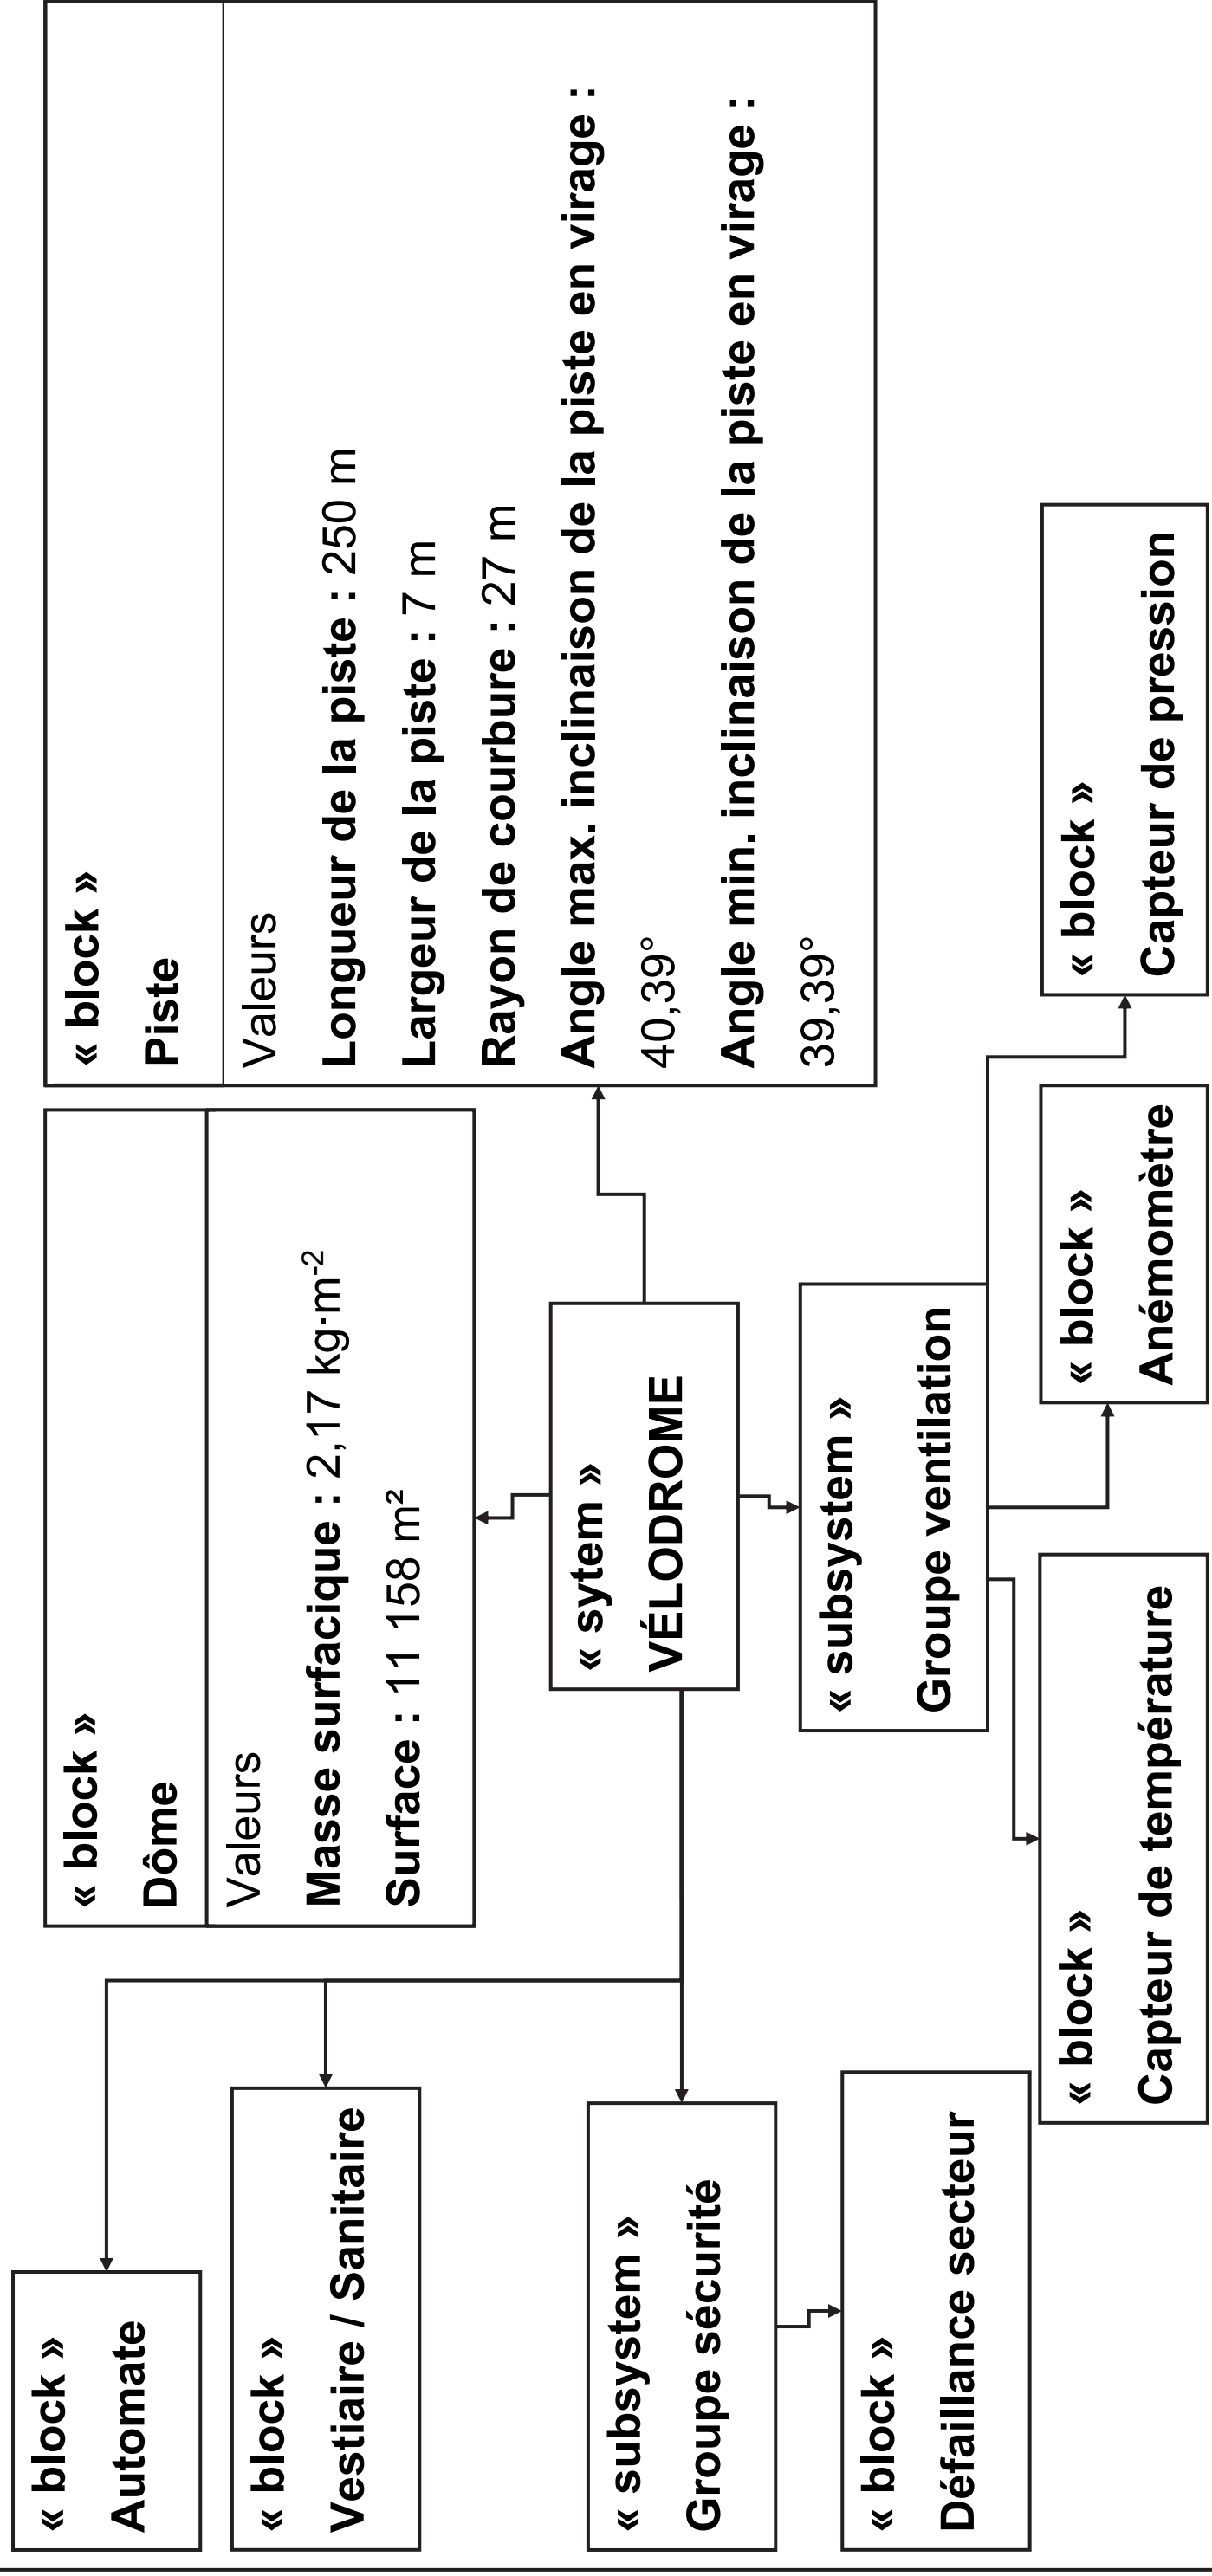 « block »
Automate
« block »
Dôme
Valeurs
Masse surfacique : 2,17 kg·m-2
Surface : 11 158 m²
« block »
Piste
Valeurs
Longueur de la piste : 250 m
Largeur de la piste : 7 m
Rayon de courbure : 27 m
Angle max. inclinaison de la piste en virage :
40,39°
Angle min. inclinaison de la piste en virage :
39,39°
« block »
Vestiaire / Sanitaire
« sytem »
VÉLODROME
« subsystem »
Groupe sécurité
« subsystem »
Groupe ventilation
« block »
Défaillance secteur
« block »
Capteur de température
« block »
Anémomètre
« block »
Capteur de pression